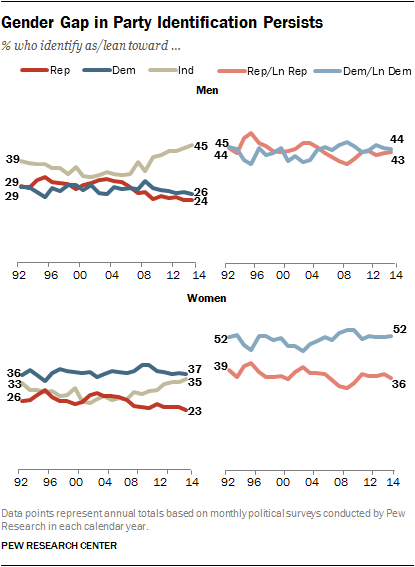 Gender Gap in Party Identification Persists
% who identify as/lean toward ...
Rep Dem Ind Rep/Ln Rep Dem/Ln Dem
Men
39 45
29 26
29 24
45 44
44 43
92 96 00 04 08 14
92 96 00 04 08 14
Women
36 37
33 35
26 23
52 52
39 36
92 96 00 04 08 14
92 96 00 04 08 14
Data points represent annual totals based on monthly political surveys conducted by Pew
Research in each calendar year.
PEW RESEARCH CENTER